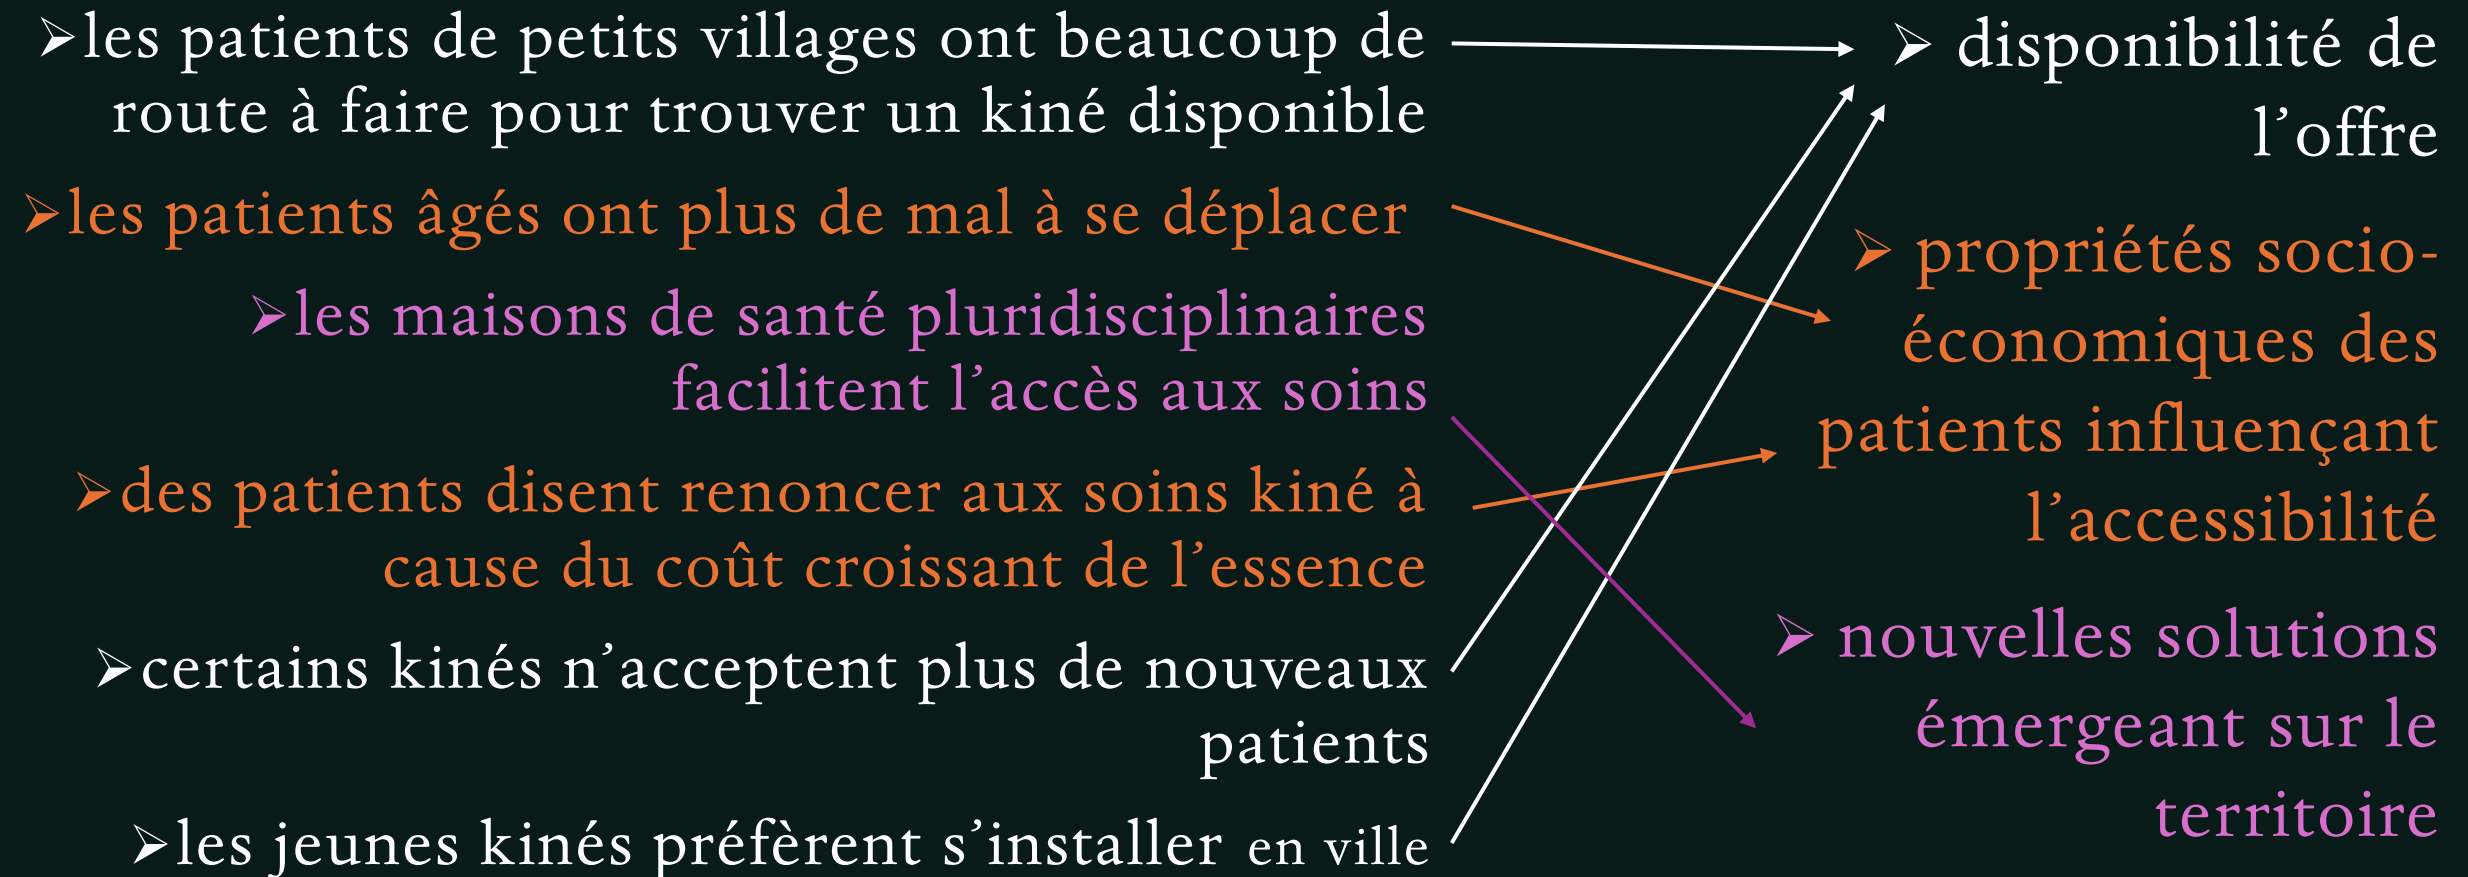 ➢les patients de petits villages ont beaucoup de
route à faire pour trouver un kiné disponible
➢les patients âgés ont plus de mal à se déplacer
➢les maisons de santé pluridisciplinaires
facilitent l’accès aux soins
➢des patients disent renoncer aux soins kiné à
cause du coût croissant de l’essence
➢certains kinés n’acceptent plus de nouveaux
patients
➢les jeunes kinés préfèrent s’installer en ville
➢ disponibilité de
l’offre
➢ propriétés socio-
économiques des
patients influençant
l’accessibilité
➢ nouvelles solutions
émergeant sur le
territoire